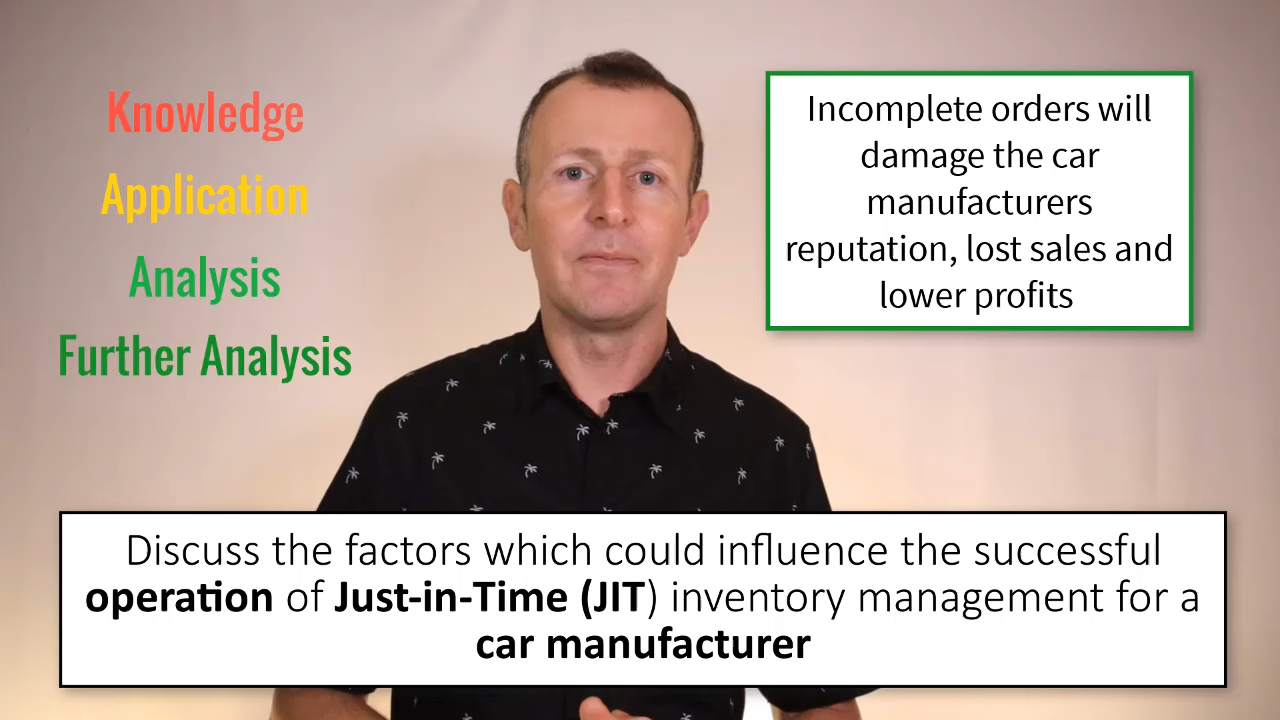 Knowledge
Application
Analysis
Further Analysis
Incomplete orders will
damage the car
manufacturers
reputation, lost sales and
lower profits
Discuss the factors which could influence the successful
operation of Just-in-Time (JIT) inventory management for a
car manufacturer